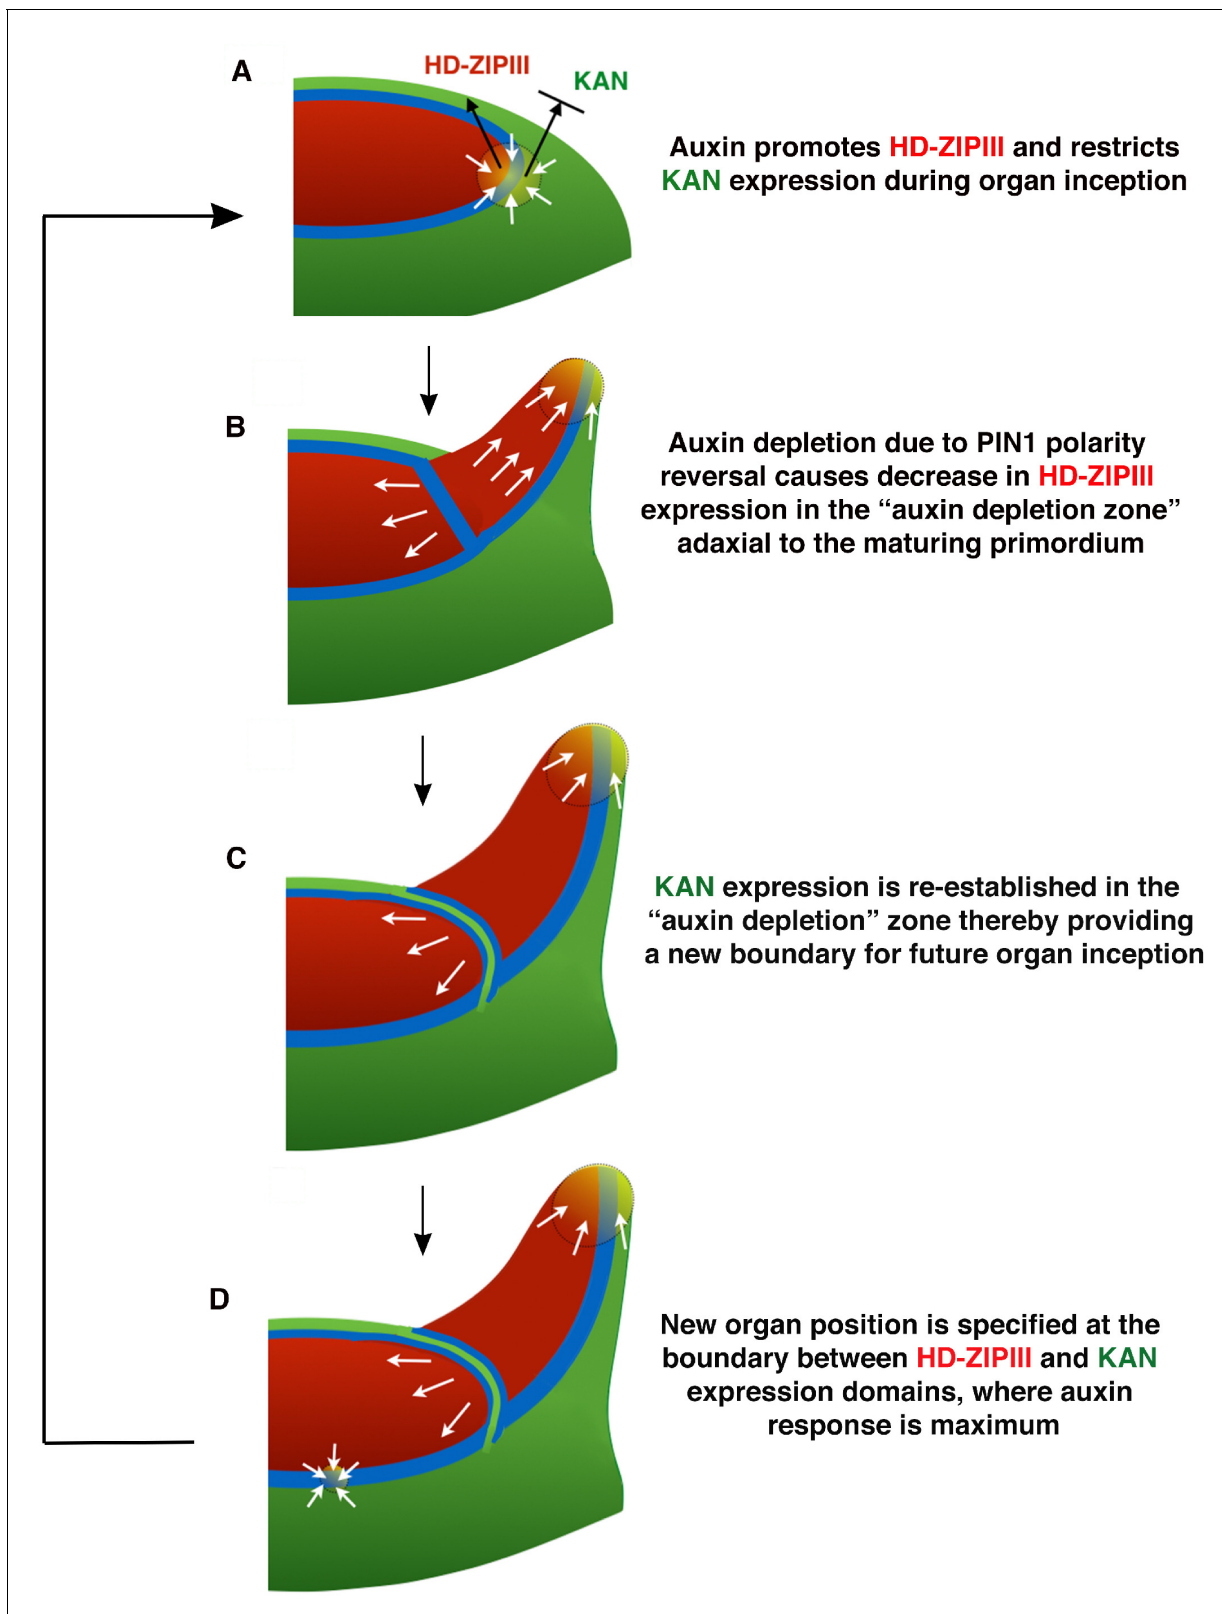 A
HD-ZIPIII
KAN
Auxin promotes HD-ZIPIII and restricts
KAN expression during organ inception
B
Auxin depletion due to PIN1 polarity
reversal causes decrease in HD-ZIPIII
expression in the “auxin depletion zone”
adaxial to the maturing primordium
C
KAN expression is re-established in the
“auxin depletion” zone thereby providing
a new boundary for future organ inception
D
New organ position is specified at the
boundary between HD-ZIPIII and KAN
expression domains, where auxin
response is maximum